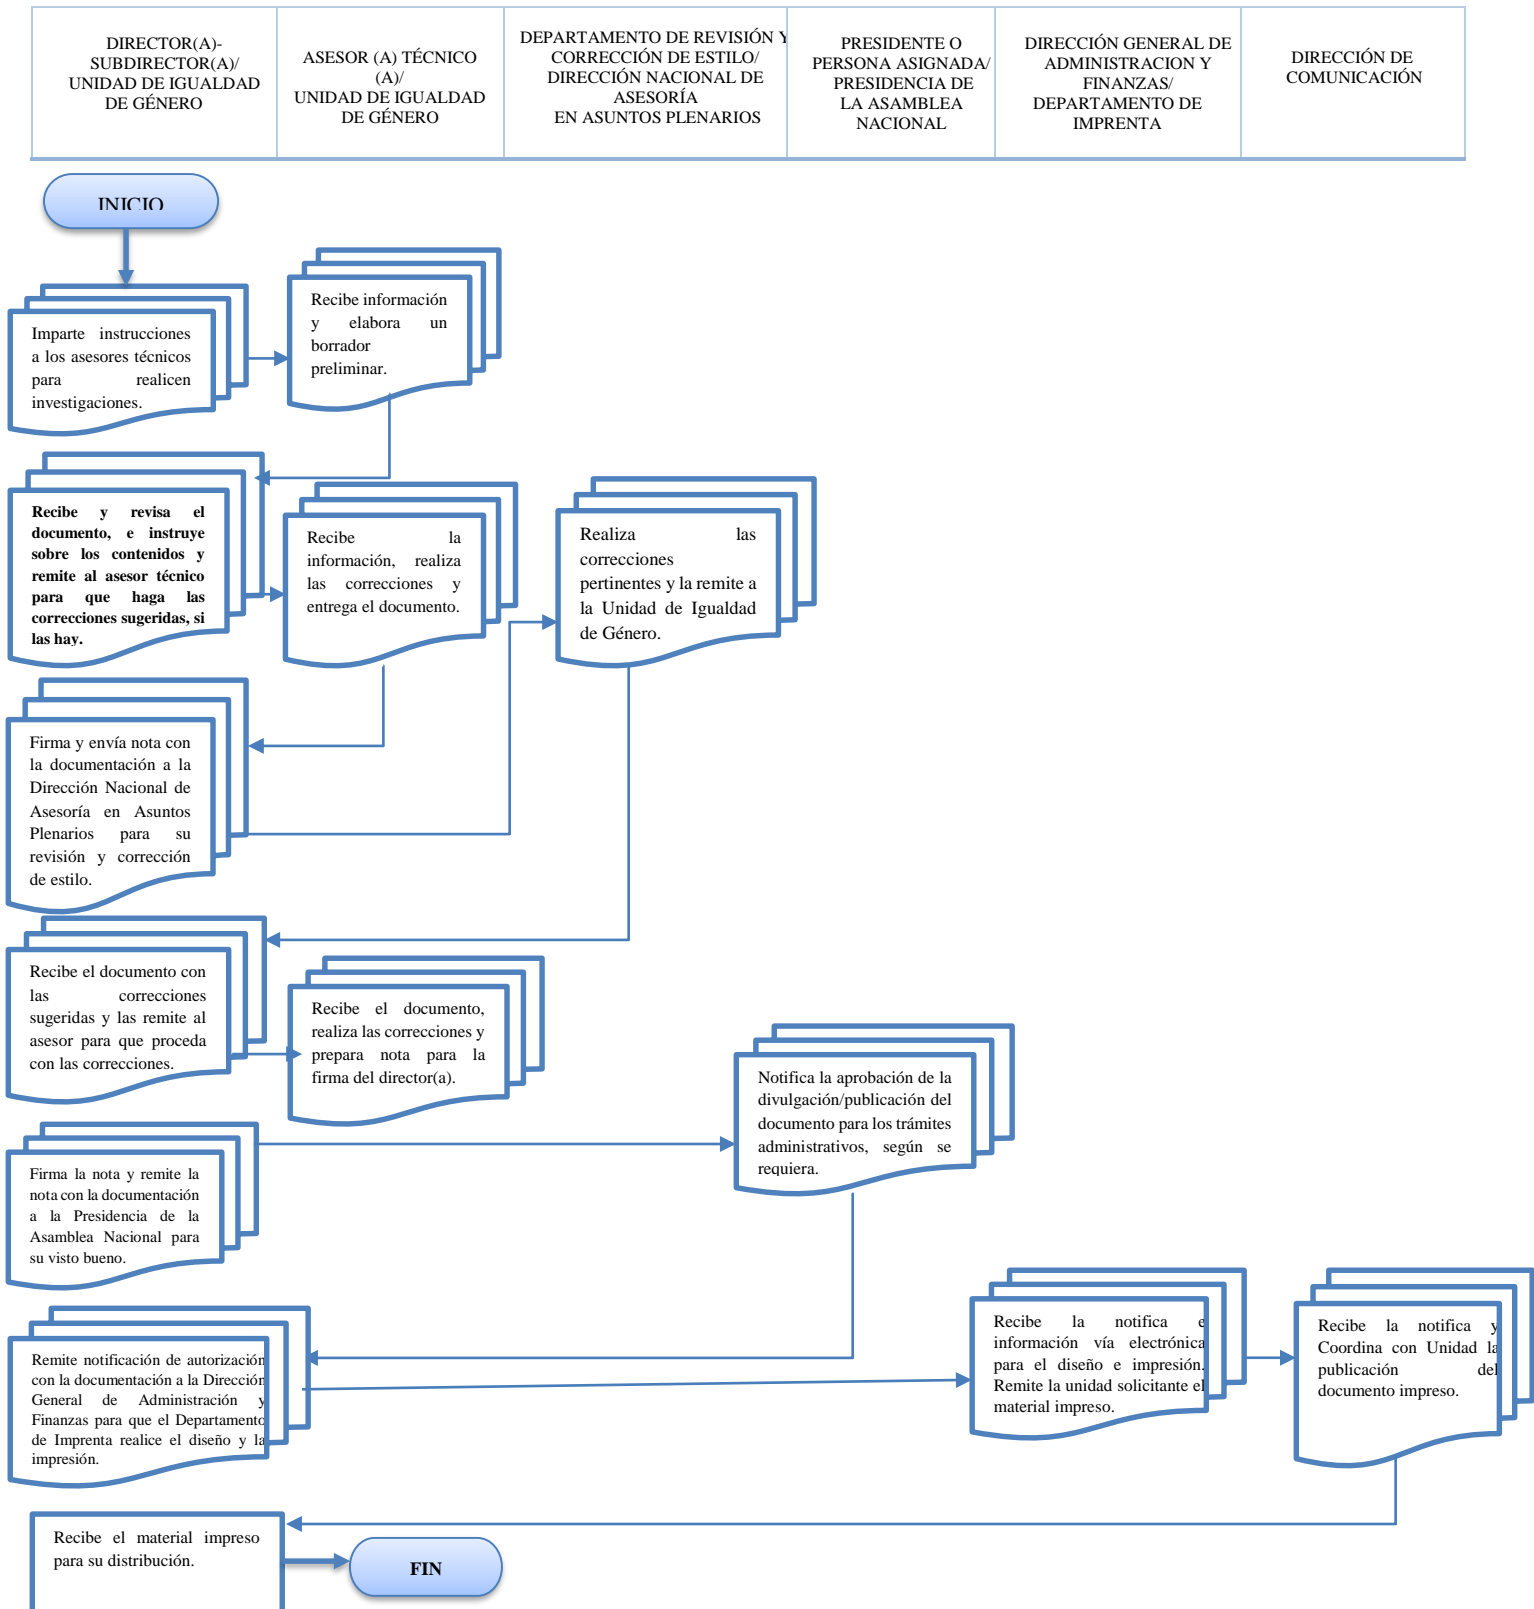 DIRECTOR(A)-
SUBDIRECTOR(A)/
UNIDAD DE IGUALDAD
DE GÉNERO
ASESOR (A) TÉCNICO
(A)/
UNIDAD DE IGUALDAD
DE GÉNERO
DEPARTAMENTO DE REVISIÓN Y
CORRECCIÓN DE ESTILO/
DIRECCIÓN NACIONAL DE
ASESORÍA
EN ASUNTOS PLENARIOS
PRESIDENTE O
PERSONA ASIGNADA/
PRESIDENCIA DE
LA ASAMBLEA
NACIONAL
DIRECCIÓN GENERAL DE
ADMINISTRACION Y
FINANZAS/
DEPARTAMENTO DE
IMPRENTA
DIRECCIÓN DE
COMUNICACIÓN
INICIO
Imparte instrucciones
a los asesores técnicos
para realicen
investigaciones.
Recibe información
y elabora un
borrador
preliminar.
Recibe y revisa el
documento, e instruye
sobre los contenidos y
remite al asesor técnico
para que haga las
correcciones sugeridas, si
las hay.
Recibe la
información, realiza
las correcciones y
entrega el documento.
Realiza las
correcciones
pertinentes y la remite a
la Unidad de Igualdad
de Género.
Firma y envía nota con
la documentación a la
Dirección Nacional de
Asesoría en Asuntos
Plenarios para su
revisión y corrección
de estilo.
Recibe el documento con
las correcciones
sugeridas y las remite al
asesor para que proceda
con las correcciones.
Recibe el documento,
realiza las correcciones y
prepara nota para la
firma del director(a).
Notifica la aprobación de la
divulgación/publicación del
documento para los trámites
administrativos, según se
requiera.
Firma la nota y remite la
nota con la documentación
a la Presidencia de la
Asamblea Nacional para
su visto bueno.
Remite notificación de autorización
con la documentación a la Dirección
General de Administración y
Finanzas para que el Departamento
de Imprenta realice el diseño y la
impresión.
Recibe la notifica e
información vía electrónica
para el diseño e impresión.
Remite la unidad solicitante el
material impreso.
Recibe la notifica y
Coordina con Unidad la
publicación del
documento impreso.
Recibe el material impreso
para su distribución.
FIN